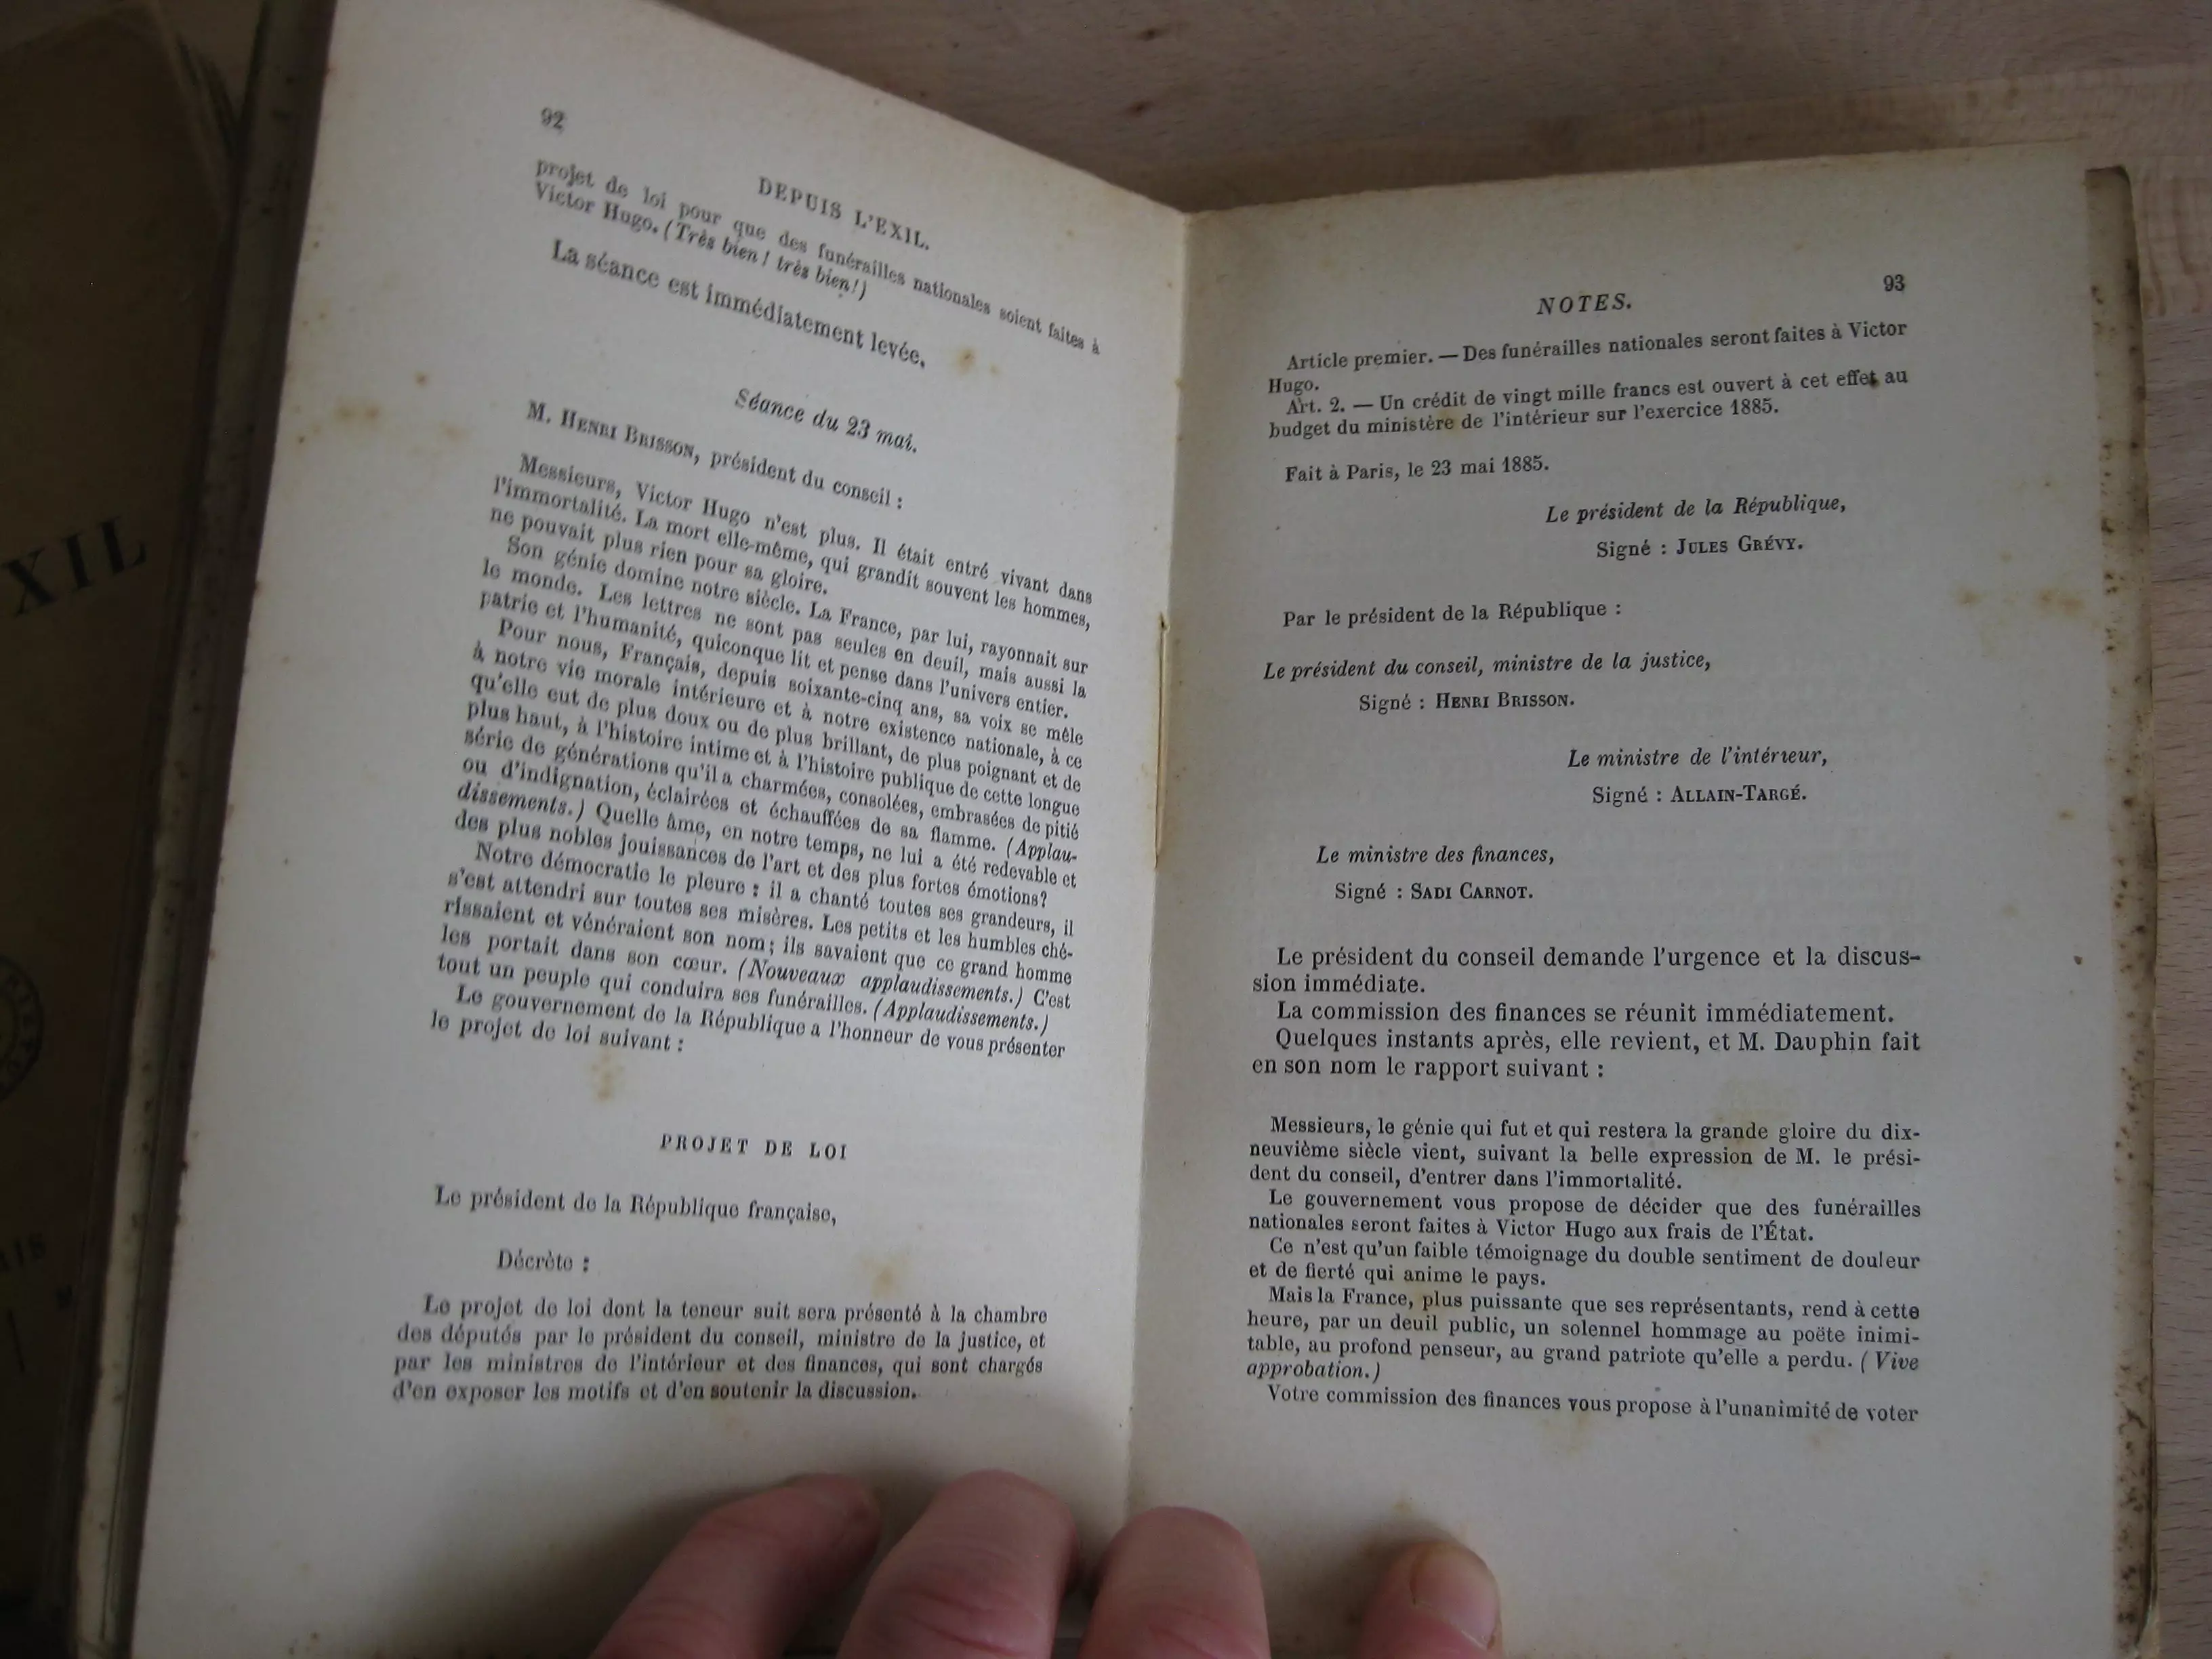 XIL
92
DEPUIS L'EXIL.
projet de loi pour que des funérailles nationales soient faites à
Victor Hugo. (Très bien! très bien!)
La séance est immédiatement levée.
Séance du 23 mai.
M. HENRI BRISSON, président du conseil :
Messieurs, Victor Hugo n'est plus. Il était entré vivant dans
l'immortalité. La mort elle-même, qui grandit souvent les hommes,
ne pouvait plus rien pour sa gloire.
Son génie domine notre siècle. La France, par lui, rayonnait sur
le monde. Les lettres ne sont pas seules en deuil, mais aussi la
patrie et l'humanité, quiconque lit et pense dans l'univers entier.
Pour nous, Français, depuis soixante-cinq ans, sa voix se mêle
à notre vie morale intérieure et à notre existence nationale, à ce
qu'elle eut de plus doux ou de plus brillant, de plus poignant et de
plus haut, à l'histoire intime et à l'histoire publique de cette longue
série de générations qu'il a charmées, consolées, embrasées de pitié
ou d'indignation, éclairées et échauffées de sa flamme. (Applau-
dissements.) Quelle âme, en notre temps, ne lui a été redevable et
des plus nobles jouissances de l'art et des plus fortes émotions?
Notre démocratie le pleure : il a chanté toutes ses grandeurs, il
s'est attendri sur toutes ses misères. Les petits et les humbles ché-
rissaient et vénéraient son nom; ils savaient que ce grand homme
les portait dans son cœur. (Nouveaux applaudissements.) C'est
tout un peuple qui conduira ses funérailles. (Applaudissements.)
Le gouvernement de la République a l'honneur de vous présenter
le projet de loi suivant :
PROJET DE LOI
Le président de la République française,
Décrète :
Le projet de loi dont la teneur suit sera présenté à la chambre
des députés par le président du conseil, ministre de la justice, et
par les ministres de l'intérieur et des finances, qui sont chargés
d'en exposer les motifs et d'en soutenir la discussion.
93
NOTES.
Article premier. — Des funérailles nationales seront faites à Victor
Hugo.
Art. 2. — Un crédit de vingt mille francs est ouvert à cet effet au
budget du ministère de l'intérieur sur l'exercice 1885.
Fait à Paris, le 23 mai 1885.
Le président de la République,
Signé : JULES GRÉVY.
Par le président de la République :
Le président du conseil, ministre de la justice,
Signé : HENRI BRISSON.
Le ministre de l'intérieur,
Signé : ALLAIN-TARGÉ.
Le ministre des finances,
Signé : SADI CARNOT.
Le président du conseil demande l'urgence et la discus-
sion immédiate.
La commission des finances se réunit immédiatement.
Quelques instants après, elle revient, et M. Dauphin fait
en son nom le rapport suivant :
Messieurs, le génie qui fut et qui restera la grande gloire du dix-
neuvième siècle vient, suivant la belle expression de M. le prési-
dent du conseil, d'entrer dans l'immortalité.
Le gouvernement vous propose de décider que des funérailles
nationales seront faites à Victor Hugo aux frais de l'État.
Ce n'est qu'un faible témoignage du double sentiment de douleur
et de fierté qui anime le pays.
Mais la France, plus puissante que ses représentants, rend à cette
heure, par un deuil public, un solennel hommage au poëte inimi-
table, au profond penseur, au grand patriote qu'elle a perdu. (Vive
approbation.)
Votre commission des finances vous propose à l'unanimité de voter